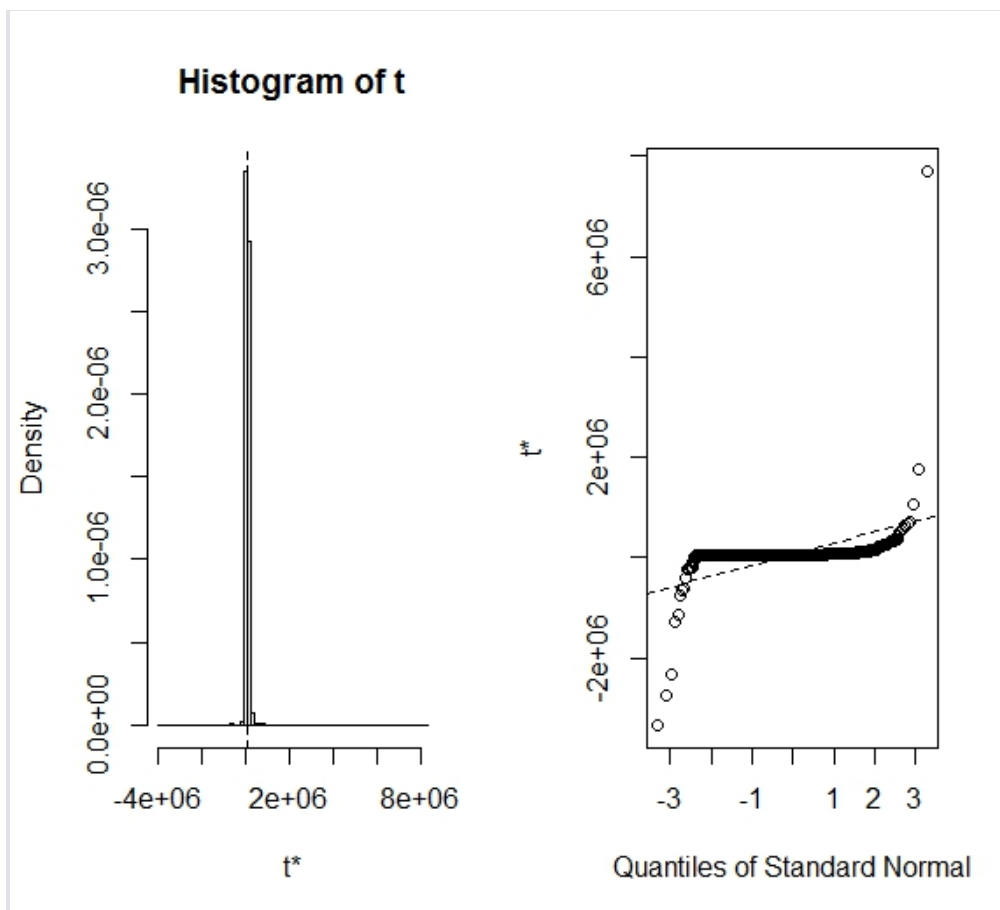 Histogram of t
Density
0.0e+00
1.0e-06
2.0e-06
3.0e-06
-4e+06
2e+06
8e+06
t*
t*
-2e+06
2e+06
6e+06
-3
-1
1
2
3
Quantiles of Standard Normal